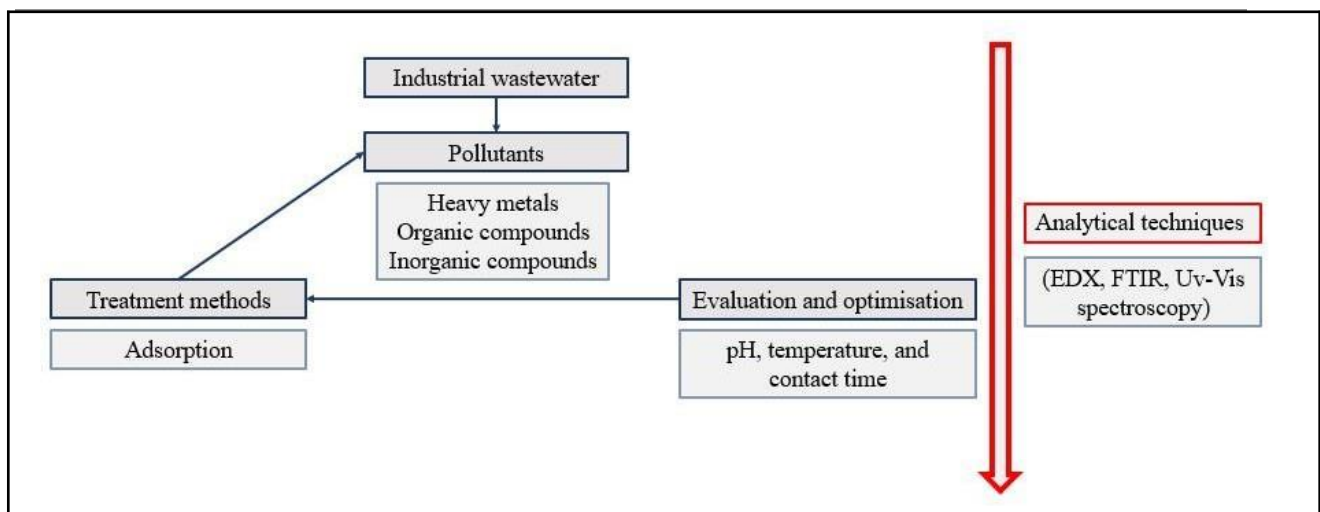 Industrial wastewater
Pollutants
Heavy metals
Organic compounds
Inorganic compounds
Treatment methods
Adsorption
Evaluation and optimisation
pH, temperature, and
contact time
Analytical techniques
(EDX, FTIR, Uv-Vis
spectroscopy)